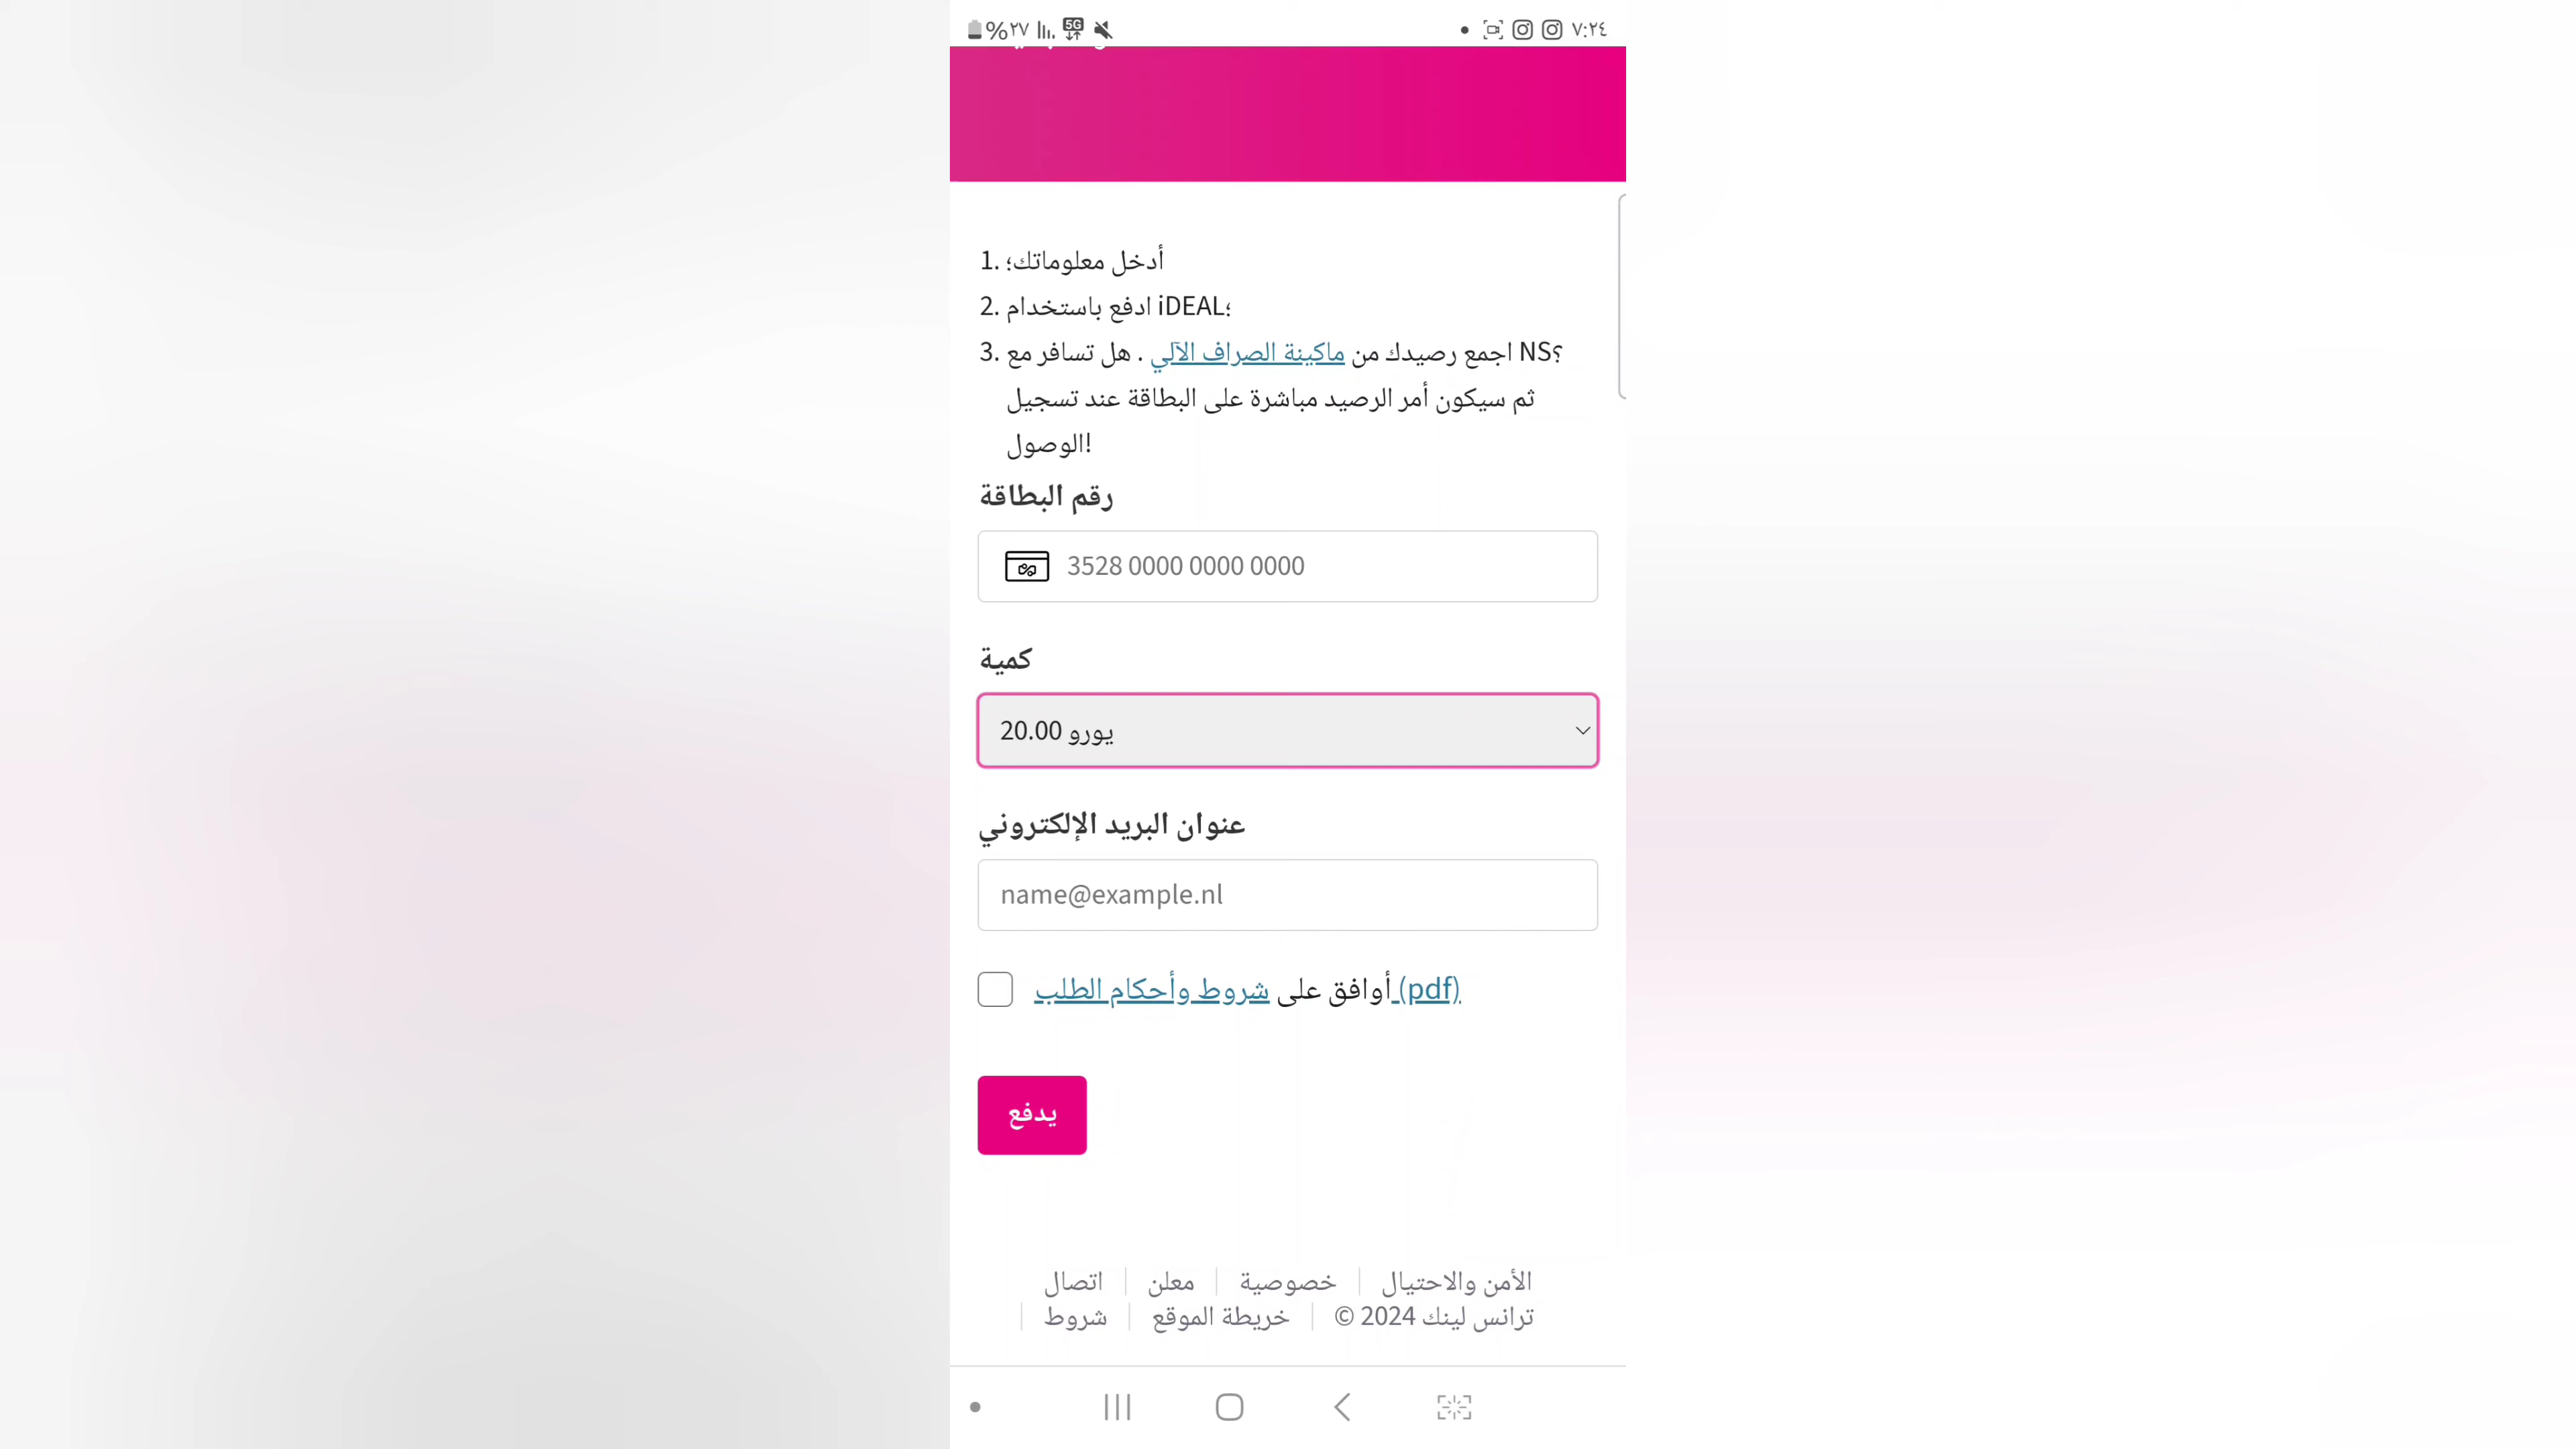 %٢٧ 5G ٧:٢٤
1. أدخل معلوماتك؛
2. ادفع باستخدام iDEAL؛
3. اجمع رصيدك من ماكينة الصراف الآلي . هل تسافر مع NS؟
ثم سيكون أمر الرصيد مباشرة على البطاقة عند تسجيل
الوصول!
رقم البطاقة
3528 0000 0000 0000
كمية
20.00 يورو
عنوان البريد الإلكتروني
name@example.nl
أوافق على شروط وأحكام الطلب (pdf)
يدفع
اتصال | معلن | خصوصية | الأمن والاحتيال
شروط | خريطة الموقع | © 2024 ترانس لينك